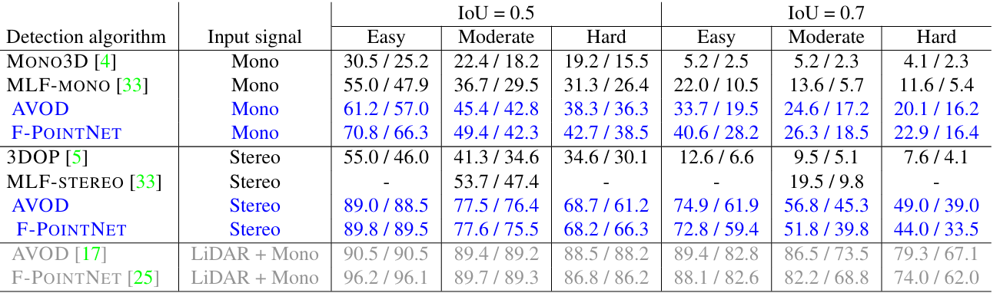 IoU = 0.5 IoU = 0.7
Detection algorithm Input signal Easy Moderate Hard Easy Moderate Hard
MONO3D [4] Mono 30.5 / 25.2 22.4 / 18.2 19.2 / 15.5 5.2 / 2.5 5.2 / 2.3 4.1 / 2.3
MLF-MONO [33] Mono 55.0 / 47.9 36.7 / 29.5 31.3 / 26.4 22.0 / 10.5 13.6 / 5.7 11.6 / 5.4
AVOD Mono 61.2 / 57.0 45.4 / 42.8 38.3 / 36.3 33.7 / 19.5 24.6 / 17.2 20.1 / 16.2
F-POINTNET Mono 70.8 / 66.3 49.4 / 42.3 42.7 / 38.5 40.6 / 28.2 26.3 / 18.5 22.9 / 16.4
3DOP [5] Stereo 55.0 / 46.0 41.3 / 34.6 34.6 / 30.1 12.6 / 6.6 9.5 / 5.1 7.6 / 4.1
MLF-STEREO [33] Stereo - 53.7 / 47.4 - - 19.5 / 9.8 -
AVOD Stereo 89.0 / 88.5 77.5 / 76.4 68.7 / 61.2 74.9 / 61.9 56.8 / 45.3 49.0 / 39.0
F-POINTNET Stereo 89.8 / 89.5 77.6 / 75.5 68.2 / 66.3 72.8 / 59.4 51.8 / 39.8 44.0 / 33.5
AVOD [17] LiDAR + Mono 90.5 / 90.5 89.4 / 89.2 88.5 / 88.2 89.4 / 82.8 86.5 / 73.5 79.3 / 67.1
F-POINTNET [25] LiDAR + Mono 96.2 / 96.1 89.7 / 89.3 86.8 / 86.2 88.1 / 82.6 82.2 / 68.8 74.0 / 62.0